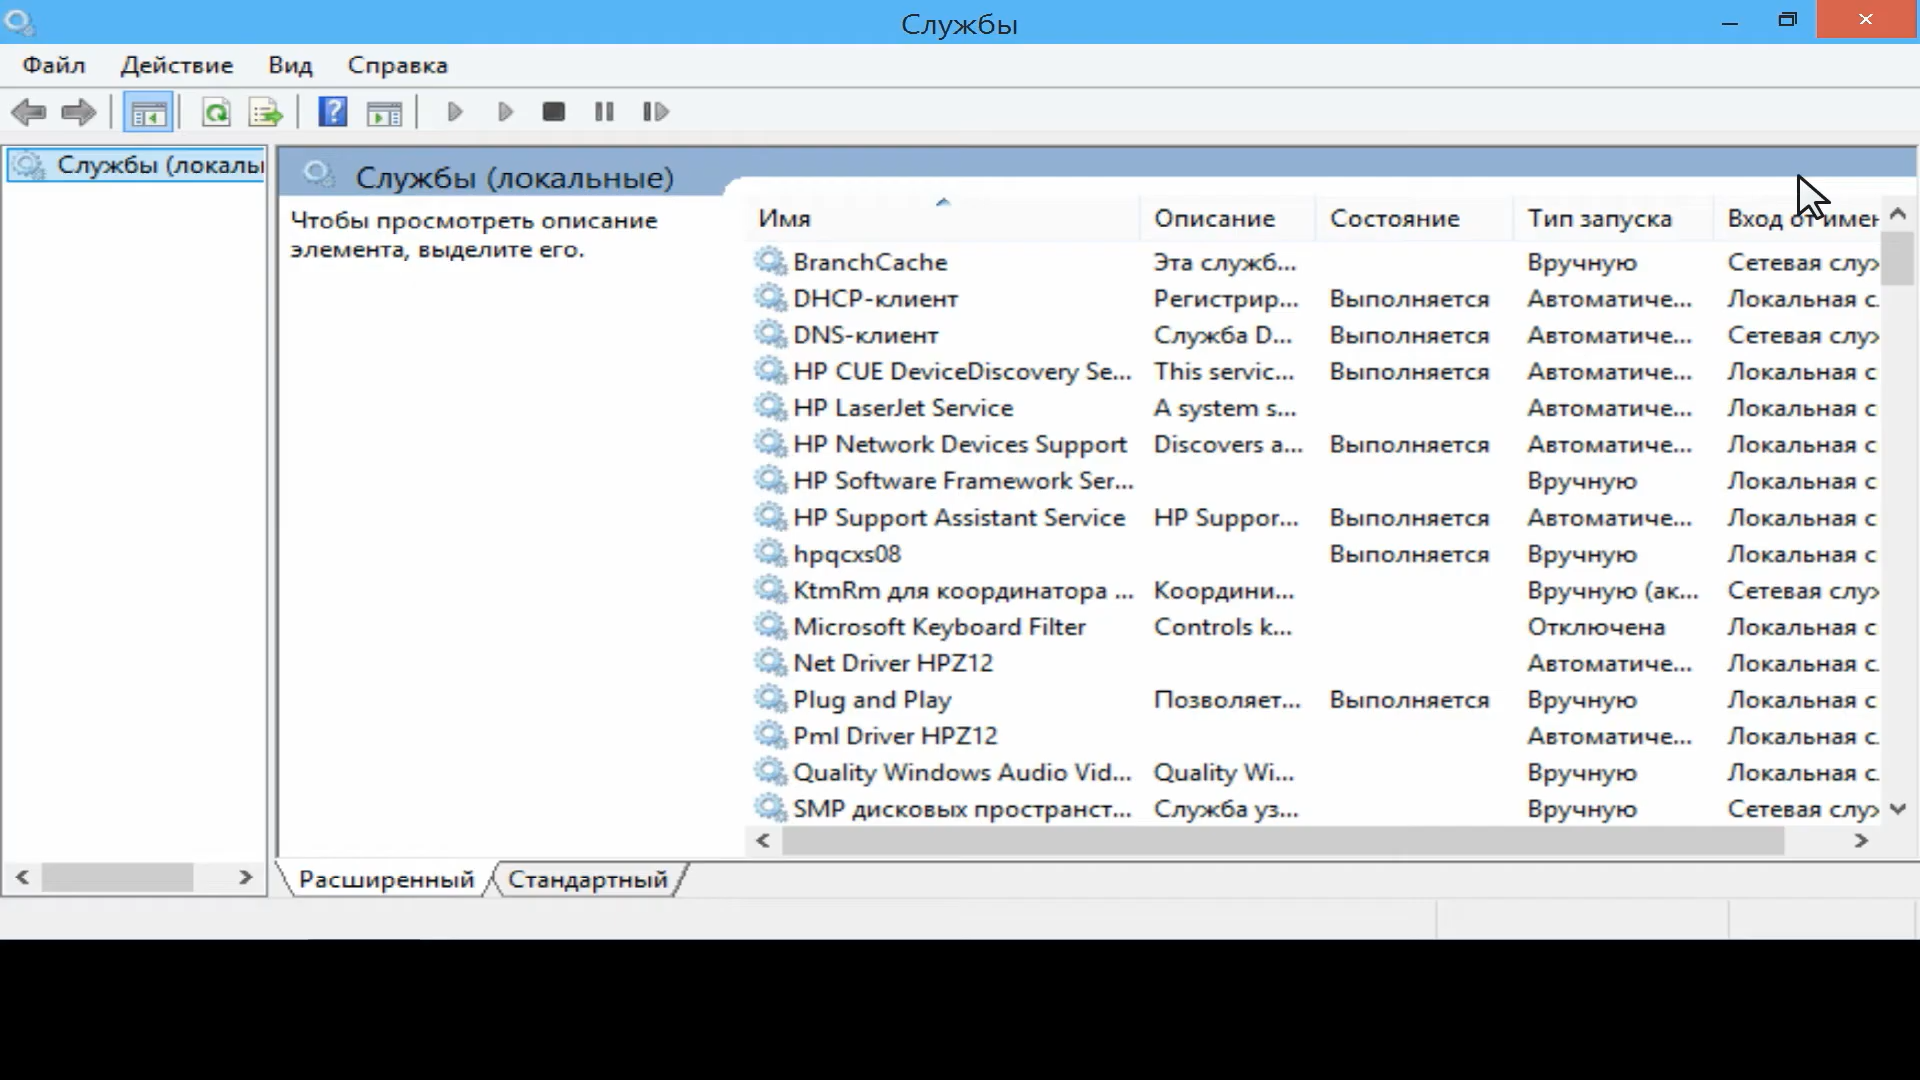 Службы
Файл Действие Вид Справка
Службы (локалы
Службы (локальные)
Чтобы просмотреть описание
элемента, выделите его.
Имя Описание Состояние Тип запуска Вход от имен
BranchCache Эта служб... Вручную Сетевая служ
DHCP-клиент Регистрир... Выполняется Автоматиче... Локальная с
DNS-клиент Служба D... Выполняется Автоматиче... Сетевая служ
HP CUE DeviceDiscovery Se... This servic... Выполняется Автоматиче... Локальная с
HP LaserJet Service A system s... Автоматиче... Локальная с
HP Network Devices Support Discovers a... Выполняется Автоматиче... Локальная с
HP Software Framework Ser... Вручную Локальная с
HP Support Assistant Service HP Suppor... Выполняется Автоматиче... Локальная с
hpqcxs08 Выполняется Вручную Локальная с
KtmRm для координатора ... Координи... Вручную (ак... Сетевая служ
Microsoft Keyboard Filter Controls k... Отключена Локальная с
Net Driver HPZ12 Автоматиче... Локальная с
Plug and Play Позволяет... Выполняется Вручную Локальная с
Pml Driver HPZ12 Автоматиче... Локальная с
Quality Windows Audio Vid... Quality Wi... Вручную Локальная с
SMP дисковых пространст... Служба уз... Вручную Сетевая служ
Расширенный Стандартный